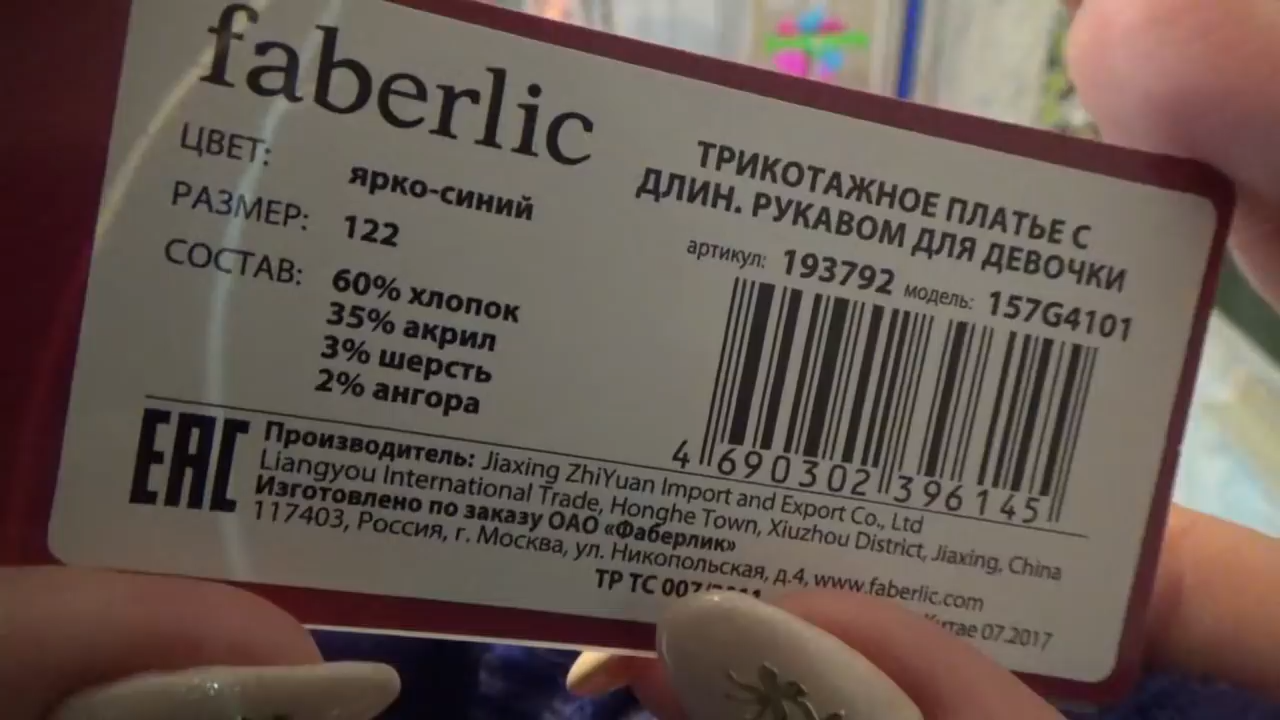 faberlic
ЦВЕТ: ярко-синий
РАЗМЕР: 122
СОСТАВ: 60% хлопок
35% акрил
3% шерсть
2% ангора
ТРИКОТАЖНОЕ ПЛАТЬЕ С
ДЛИН. РУКАВОМ ДЛЯ ДЕВОЧКИ
артикул: 193792 модель: 157G4101
4 690302 396145
EAC
Производитель: Jiaxing ZhiYuan Import and Export Co., Ltd
Liangyou International Trade, Honghe Town, Xiuzhou District, Jiaxing, China
Изготовлено по заказу ОАО «Фаберлик»
117403, Россия, г. Москва, ул. Никопольская, д.4, www.faberlic.com
ТР ТС 007/2011
Китае 07.2017